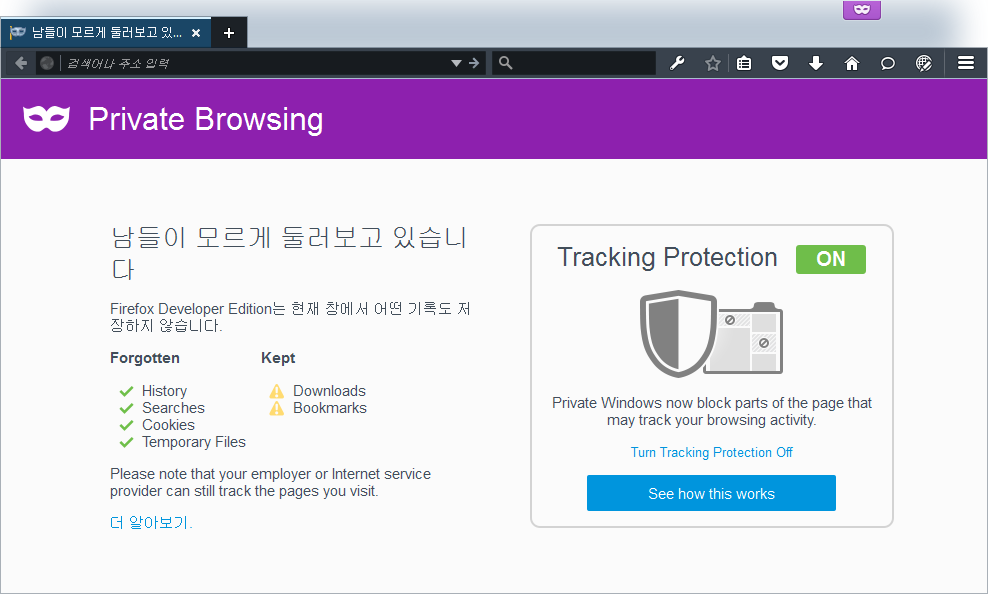 남들이 모르게 둘러보고 있...
검색어나 주소 입력
Private Browsing
남들이 모르게 둘러보고 있습니
다
Firefox Developer Edition는 현재 창에서 어떤 기록도 저
장하지 않습니다.
Forgotten Kept
History Downloads
Searches Bookmarks
Cookies
Temporary Files
Please note that your employer or Internet service
provider can still track the pages you visit.
더 알아보기.
Tracking Protection ON
Private Windows now block parts of the page that
may track your browsing activity.
Turn Tracking Protection Off
See how this works